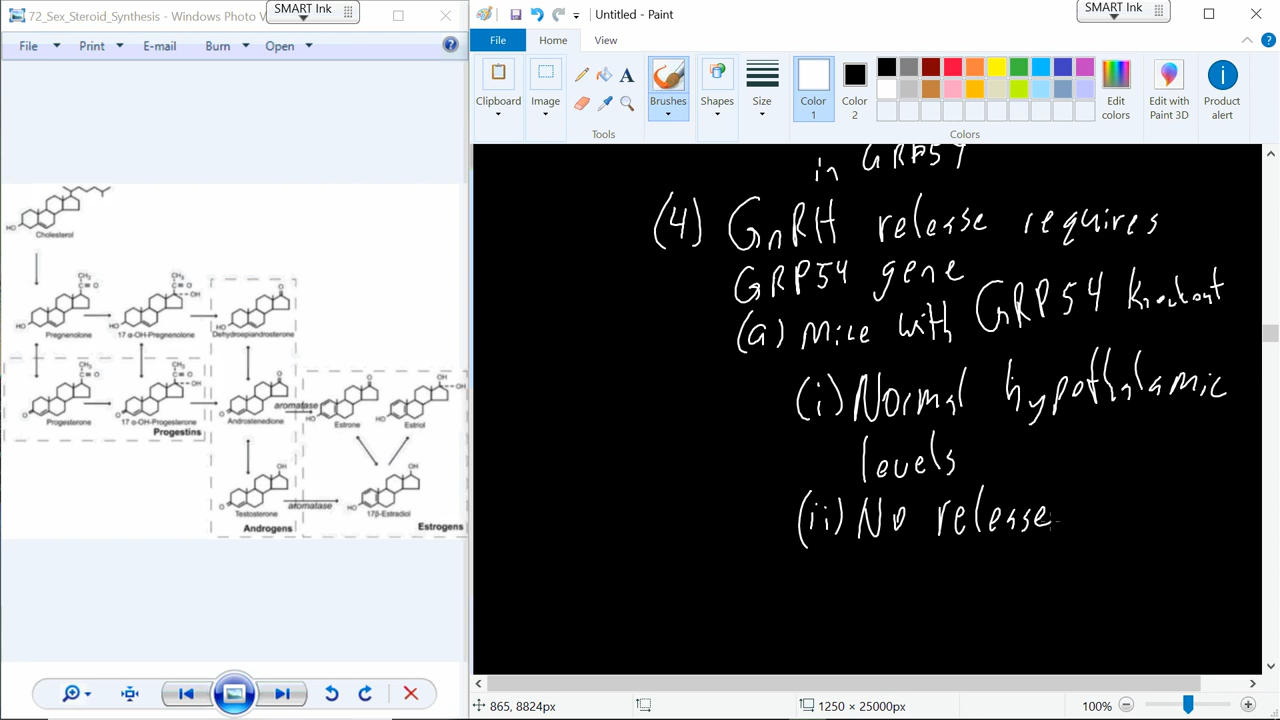 72_Sex_Steroid_Synthesis - Windows Photo V
SMART Ink
File Print E-mail Burn Open
Cholesterol
Pregnenolone
17 α-OH-Pregnenolone
Dehydroepiandrosterone
Progesterone
17 α-OH-Progesterone
Progestins
Androstenedione
aromatase
Estrone
Estriol
Testosterone
aromatase
17β-Estradiol
Androgens
Estrogens
Untitled - Paint
SMART Ink
File Home View
Clipboard
Image
Tools
Brushes
Shapes
Size
Color 1
Color 2
Edit colors
Colors
Edit with Paint 3D
Product alert
in GRP54
(4) GnRH release requires
GRP54 gene
(a) Mice with GRP54 knockout
(i) Normal hypothalamic
levels
(ii) No release
865, 8824px
1250 × 25000px
100%